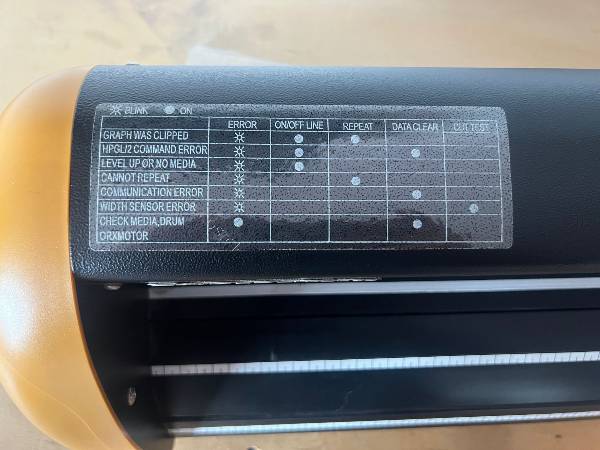 BLINK ON
ERROR ON/OFF LINE REPEAT DATA CLEAR CUT TEST
GRAPH WAS CLIPPED
HPGL/2 COMMAND ERROR
LEVEL UP OR NO MEDIA
CANNOT REPEAT
COMMUNICATION ERROR
WIDTH SENSOR ERROR
CHECK MEDIA,DRUM
ORXMOTOR